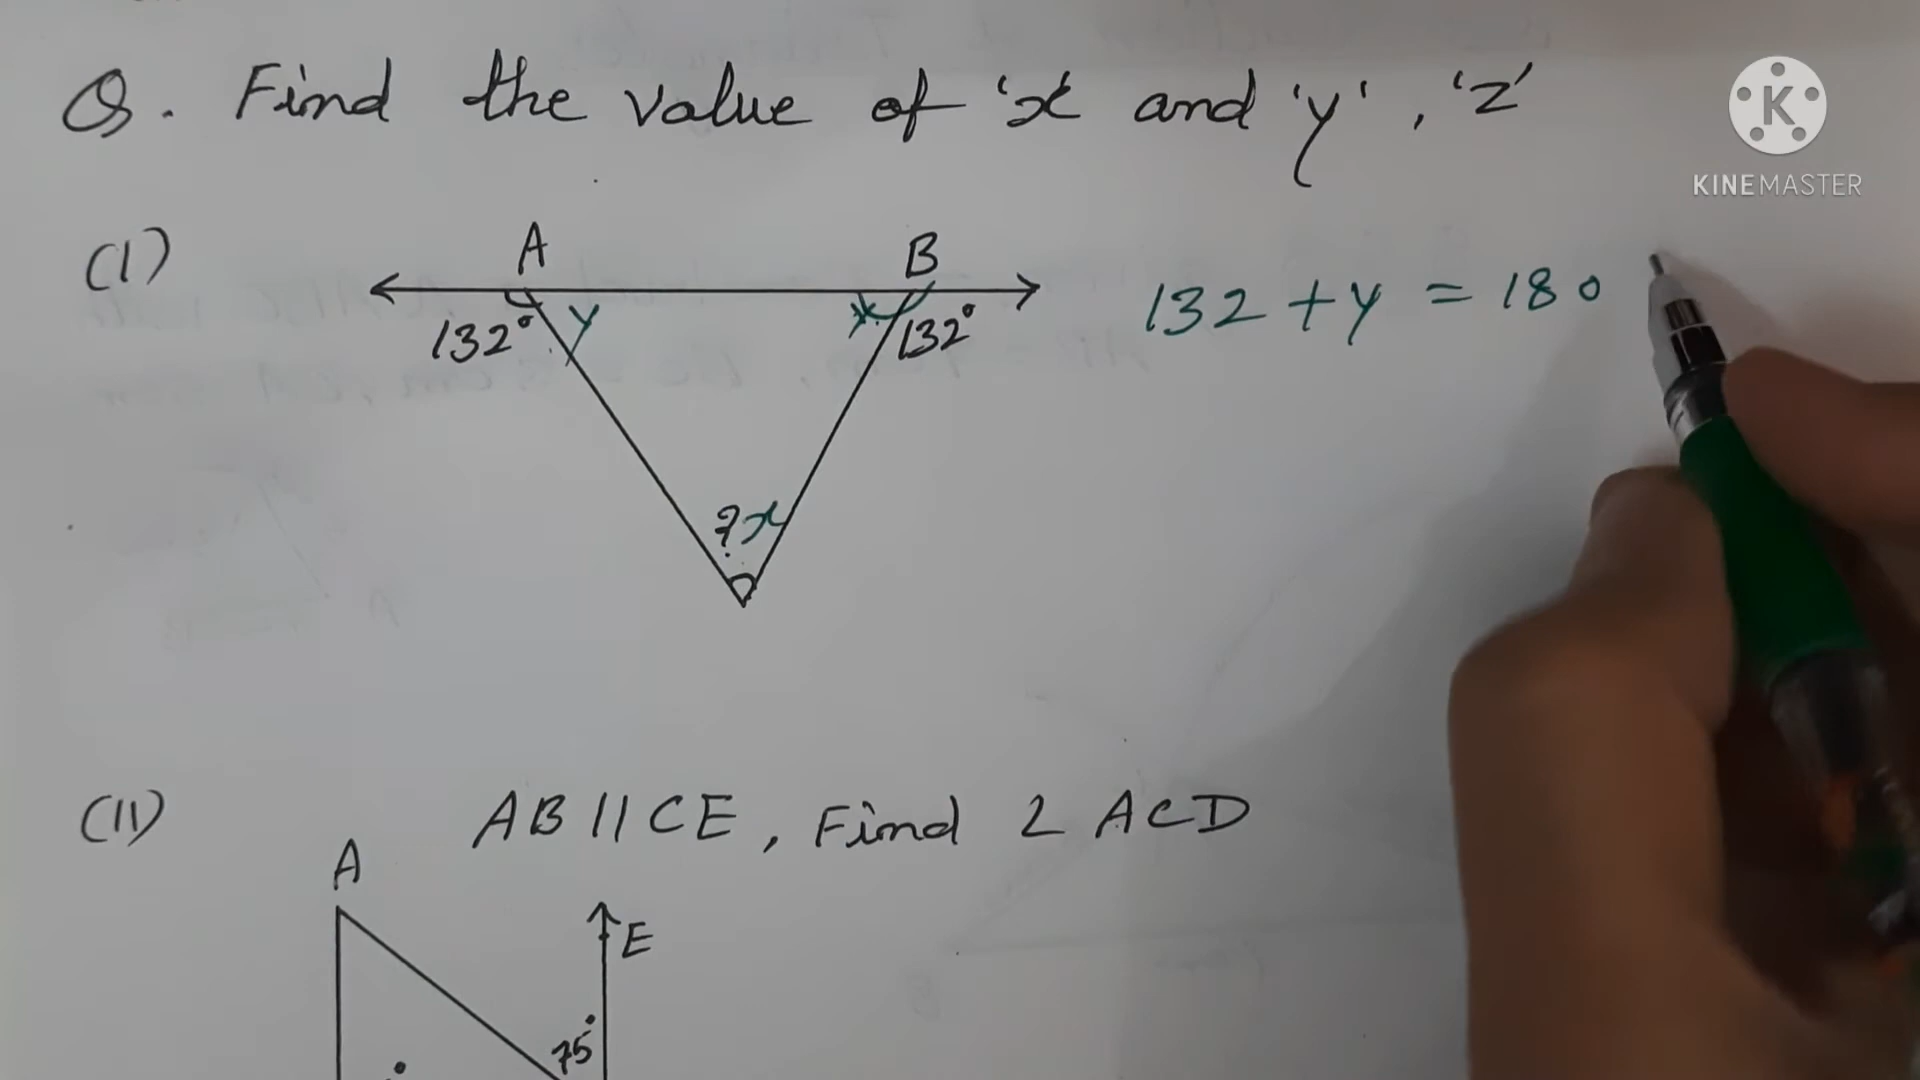 Q. Find the value of 'x' and 'y', 'z'
KINEMASTER
(I)
A
B
132° y
x 132°
132 + y = 180
? x
(II)
AB || CE, Find ∠ ACD
A
E
75°